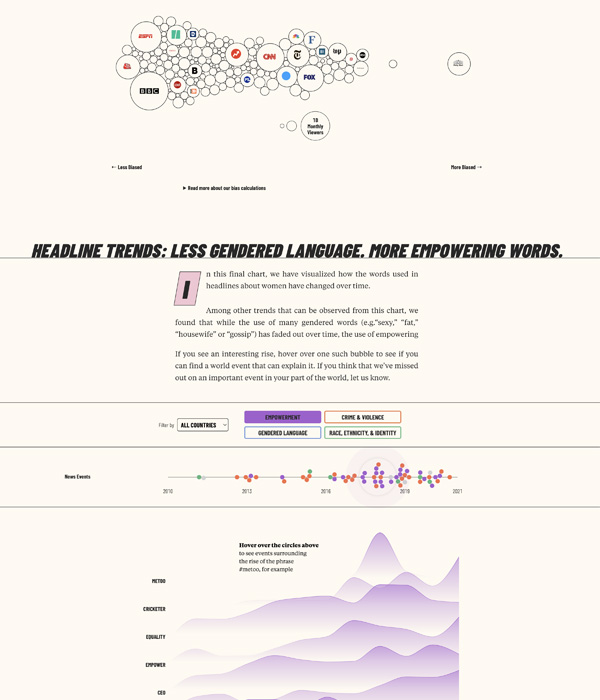 ESPN
F
CNN
T
B
FOX
BBC
1B
Monthly
Viewers
← Less Biased
More Biased →
▶ Read more about our bias calculations
HEADLINE TRENDS: LESS GENDERED LANGUAGE. MORE EMPOWERING WORDS.
In this final chart, we have visualized how the words used in
headlines about women have changed over time.
Among other trends that can be observed from this chart, we
found that while the use of many gendered words (e.g."sexy," "fat,"
"housewife" or "gossip") has faded out over time, the use of empowering
If you see an interesting rise, hover over one such bubble to see if you
can find a world event that can explain it. If you think that we've missed
out on an important event in your part of the world, let us know.
Filter by ALL COUNTRIES
EMPOWERMENT CRIME & VIOLENCE
GENDERED LANGUAGE RACE, ETHNICITY, & IDENTITY
News Events
2010 2013 2016 2019 2021
Hover over the circles above
to see events surrounding
the rise of the phrase
#metoo, for example
METOO
CRICKETER
EQUALITY
EMPOWER
CEO